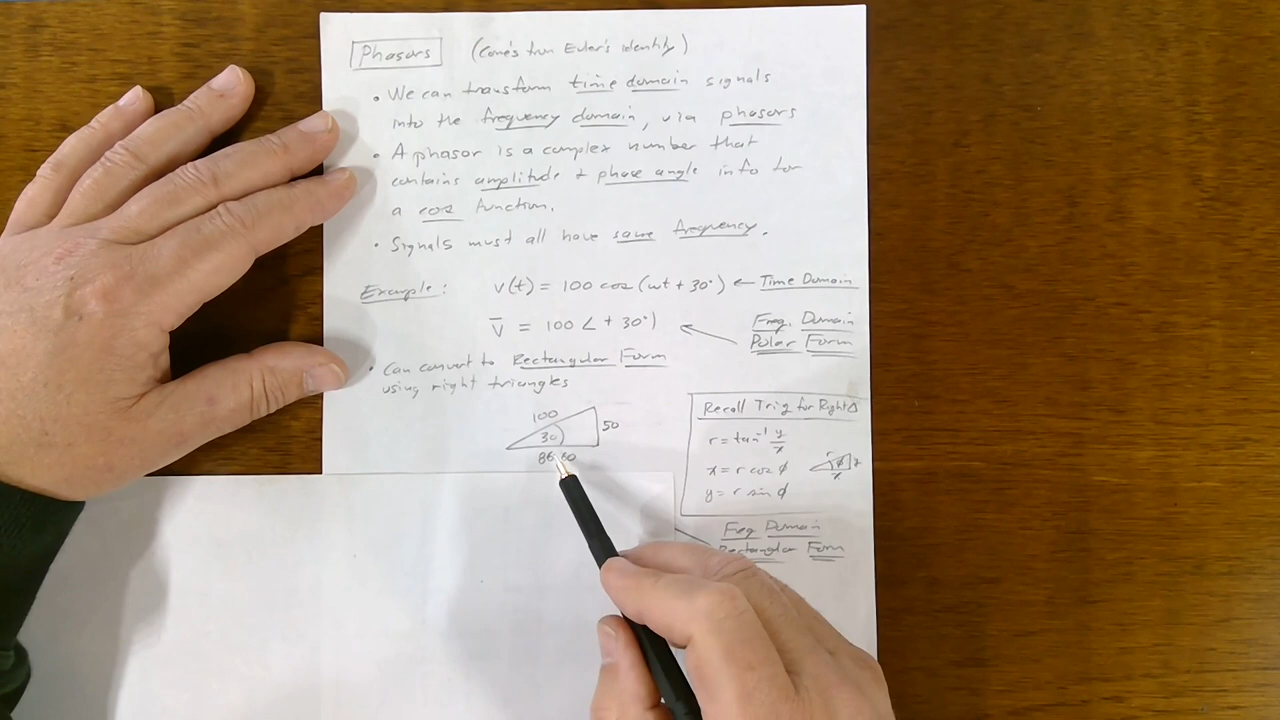 Phasors (Comes from Euler's identity)
• We can transform time domain signals
into the frequency domain, via phasors
• A phasor is a complex number that
contains amplitude + phase angle info for
a cos function.
• Signals must all have same frequency.
Example: v(t) = 100 cos (ωt + 30°) ← Time Domain
V̅ = 100 ∠ + 30°)
Freq. Domain
Polar Form
• Can convert to Rectangular Form
using right triangles
100
50
30
86.60
Recall Trig for Right Δ
r = tan⁻¹ y/x
x = r cos ϕ
y = r sin ϕ
r ϕ y
x
Freq Domain
Rectangular Form